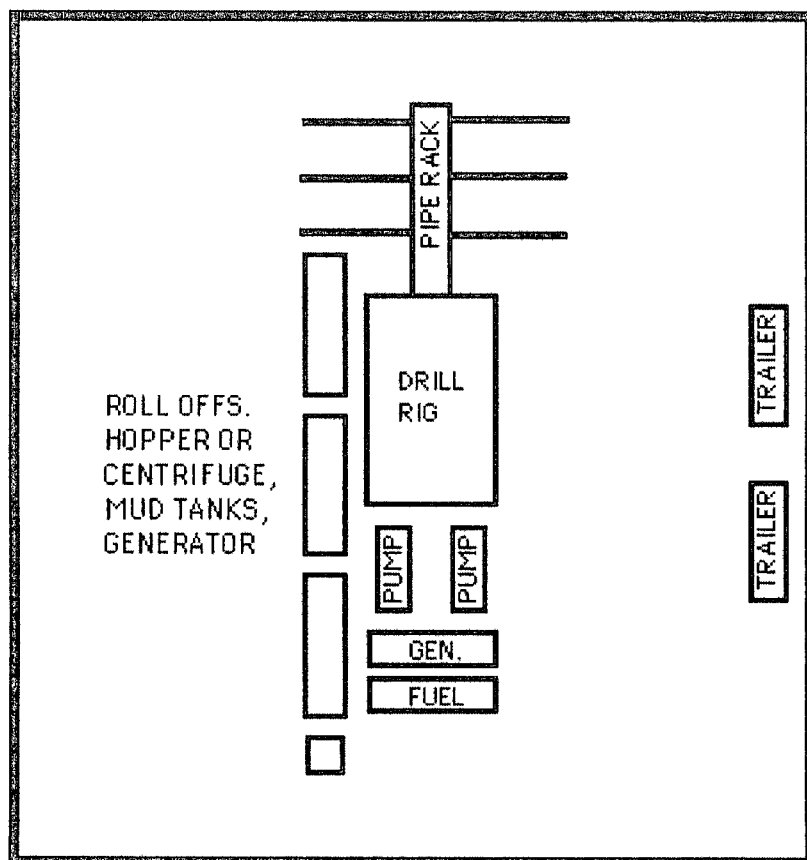 PIPE RACK
DRILL
RIG
ROLL OFFS.
HOPPER OR
CENTRIFUGE,
MUD TANKS,
GENERATOR
TRAILER
TRAILER
PUMP
PUMP
GEN.
FUEL